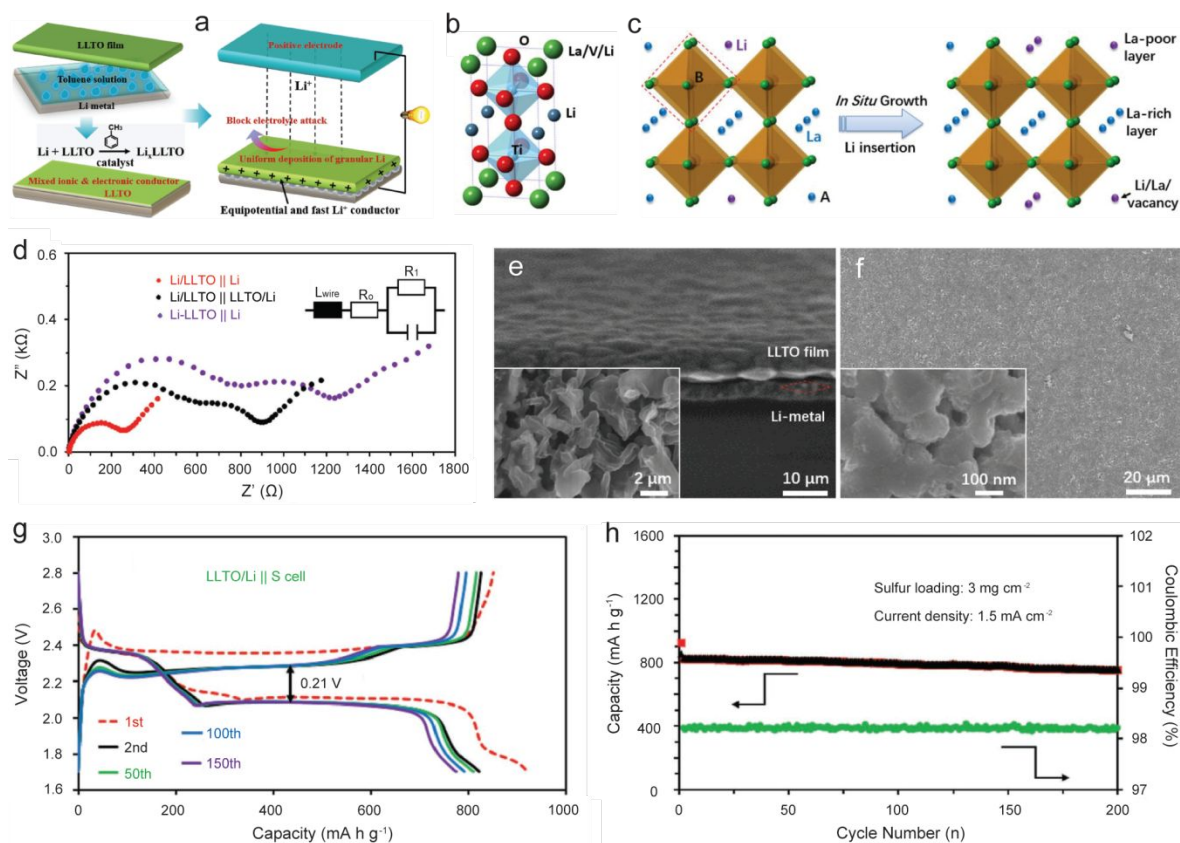 a
LLTO film
Toluene solution
Li metal
CH₃
Li + LLTO → LiₓLLTO
catalyst
Mixed ionic & electronic conductor
LLTO
Positive electrode
Li⁺
Block electrolyte attack
Uniform deposition of granular Li
+ + + + + + + + + +
Equipotential and fast Li⁺ conductor
b
O
La/V/Li
Li
Ti
c
Li
B
La
A
In Situ Growth
Li insertion
La-poor
layer
La-rich
layer
Li/La/
vacancy
d
0.6
0.4
0.2
0.0
Z'' (kΩ)
Li/LLTO || Li
Li/LLTO || LLTO/Li
Li-LLTO || Li
Lwire
Ro
R1
0 200 400 600 800 1000 1200 1400 1600 1800
Z' (Ω)
e
LLTO film
Li-metal
2 μm
10 μm
f
100 nm
20 μm
g
3.0
2.8
2.6
2.4
2.2
2.0
1.8
1.6
Voltage (V)
LLTO/Li || S cell
0.21 V
1st
2nd
50th
100th
150th
0 200 400 600 800 1000
Capacity (mA h g⁻¹)
h
1600
1400
1200
1000
800
600
400
200
0
Capacity (mA h g⁻¹)
Sulfur loading: 3 mg cm⁻²
Current density: 1.5 mA cm⁻²
102
101
100
99
98
97
Coulombic Efficiency (%)
0 50 100 150 200
Cycle Number (n)